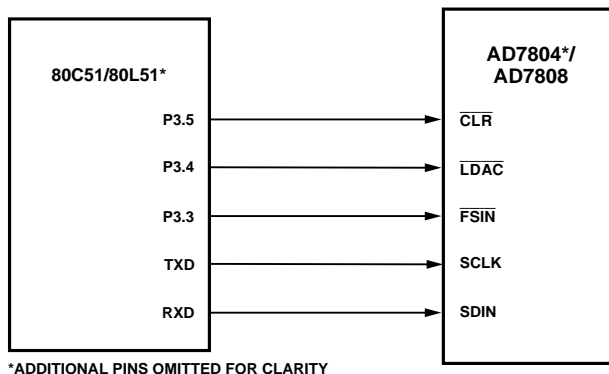 80C51/80L51*
P3.5
P3.4
P3.3
TXD
RXD
AD7804*/
AD7808
CLR
LDAC
FSIN
SCLK
SDIN
*ADDITIONAL PINS OMITTED FOR CLARITY